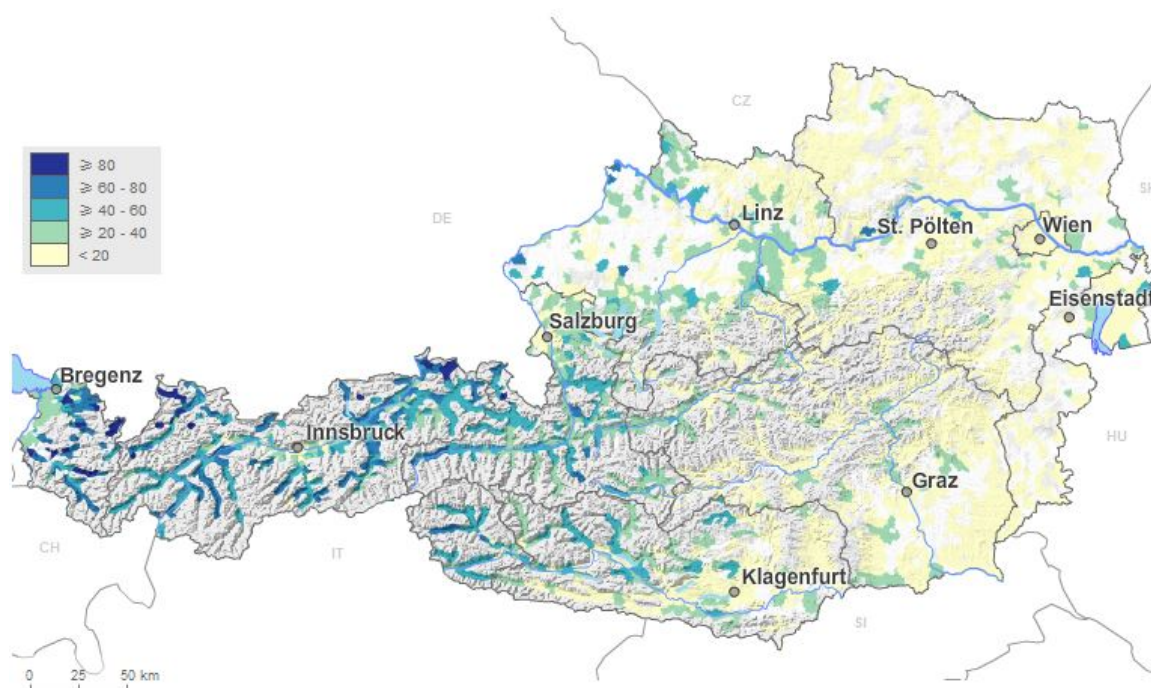 CZ
≥ 80
≥ 60 - 80
≥ 40 - 60
≥ 20 - 40
< 20
DE
SK
Linz
St. Pölten
Wien
Eisenstadt
Salzburg
Bregenz
Innsbruck
HU
Graz
CH
IT
Klagenfurt
SI
0 25 50 km